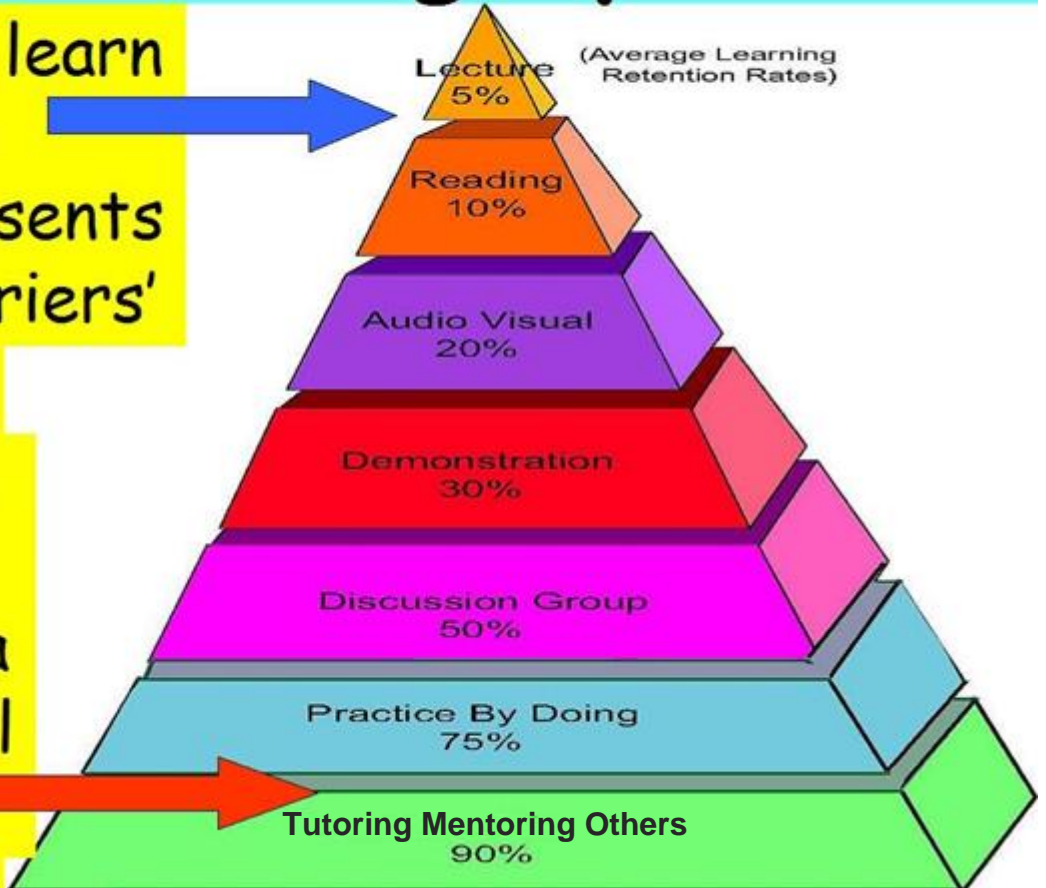 learn
sents
riers’
a
l
Lecture
5%
(Average Learning
Retention Rates)
Reading
10%
Audio Visual
20%
Demonstration
30%
Discussion Group
50%
Practice By Doing
75%
Tutoring Mentoring Others
90%